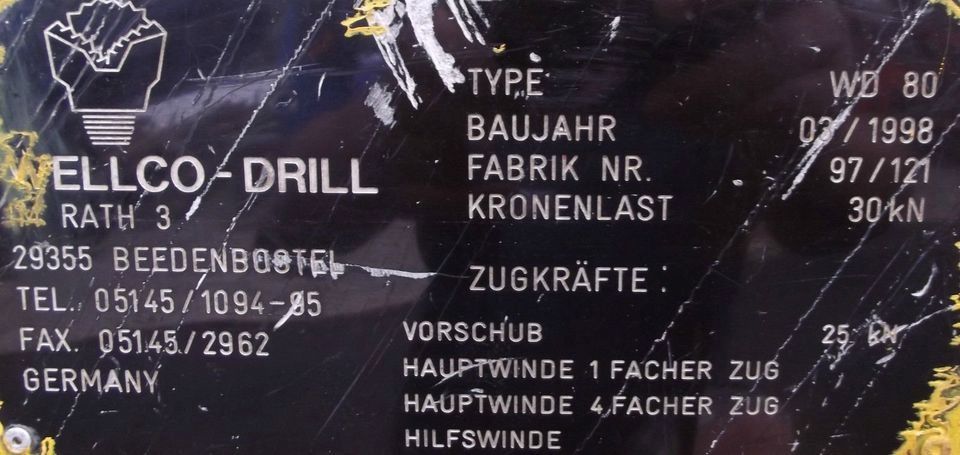 WELLCO-DRILL
IM RATH 3
29355 BEEDENBOSTEL
TEL. 05145/1094-95
FAX. 05145/2962
GERMANY
TYPE WD 80
BAUJAHR 03/1998
FABRIK NR. 97/121
KRONENLAST 30 kN
ZUGKRÄFTE:
VORSCHUB 25 kN
HAUPTWINDE 1 FACHER ZUG
HAUPTWINDE 4 FACHER ZUG
HILFSWINDE